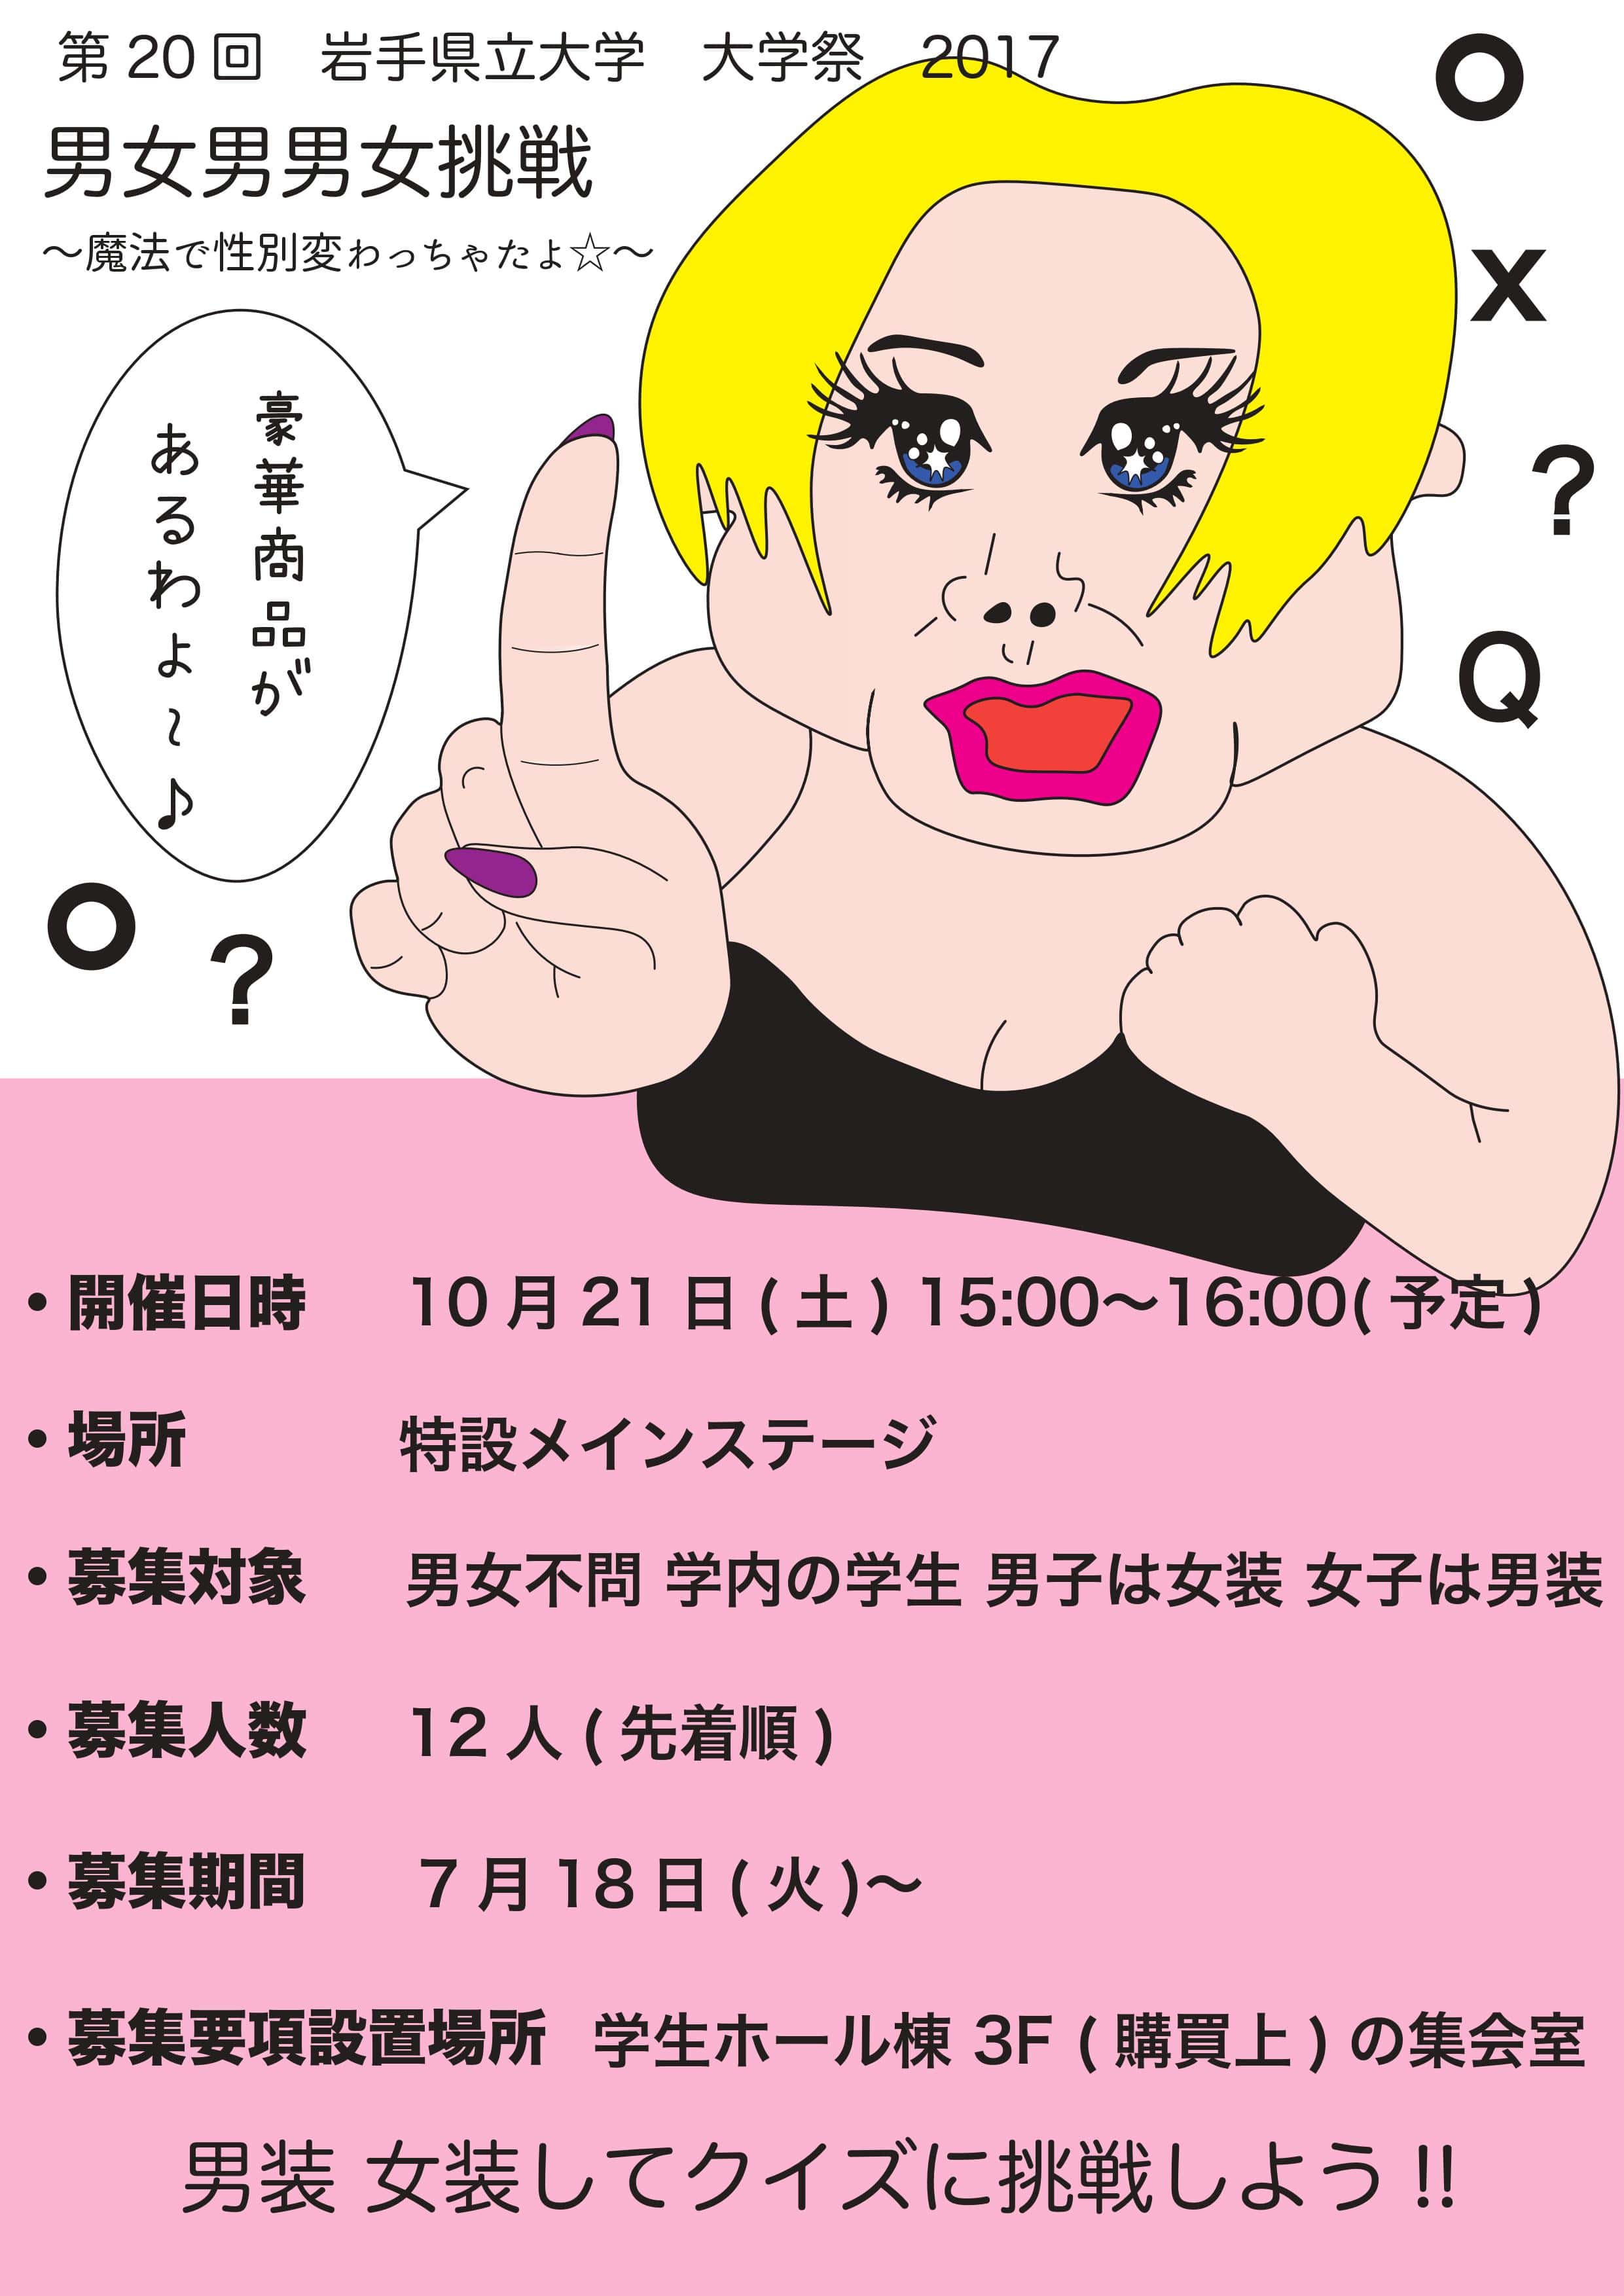 第20回 岩手県立大学 大学祭 2017
男女男男女挑戦
～魔法で性別変わっちゃたよ☆～
豪華商品が
あるわよ～♪
○
x
?
Q
○
?
・開催日時 10月21日(土) 15:00～16:00(予定)
・場所 特設メインステージ
・募集対象 男女不問 学内の学生 男子は女装 女子は男装
・募集人数 12人(先着順)
・募集期間 7月18日(火)～
・募集要項設置場所 学生ホール棟 3F (購買上)の集会室
男装 女装してクイズに挑戦しよう!!